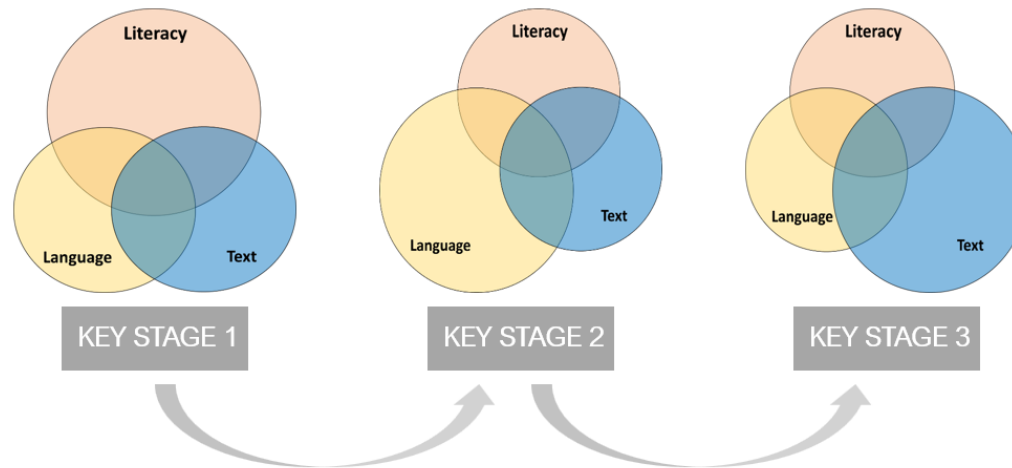 Literacy
Language
Text
KEY STAGE 1
Literacy
Text
Language
KEY STAGE 2
Literacy
Language
Text
KEY STAGE 3